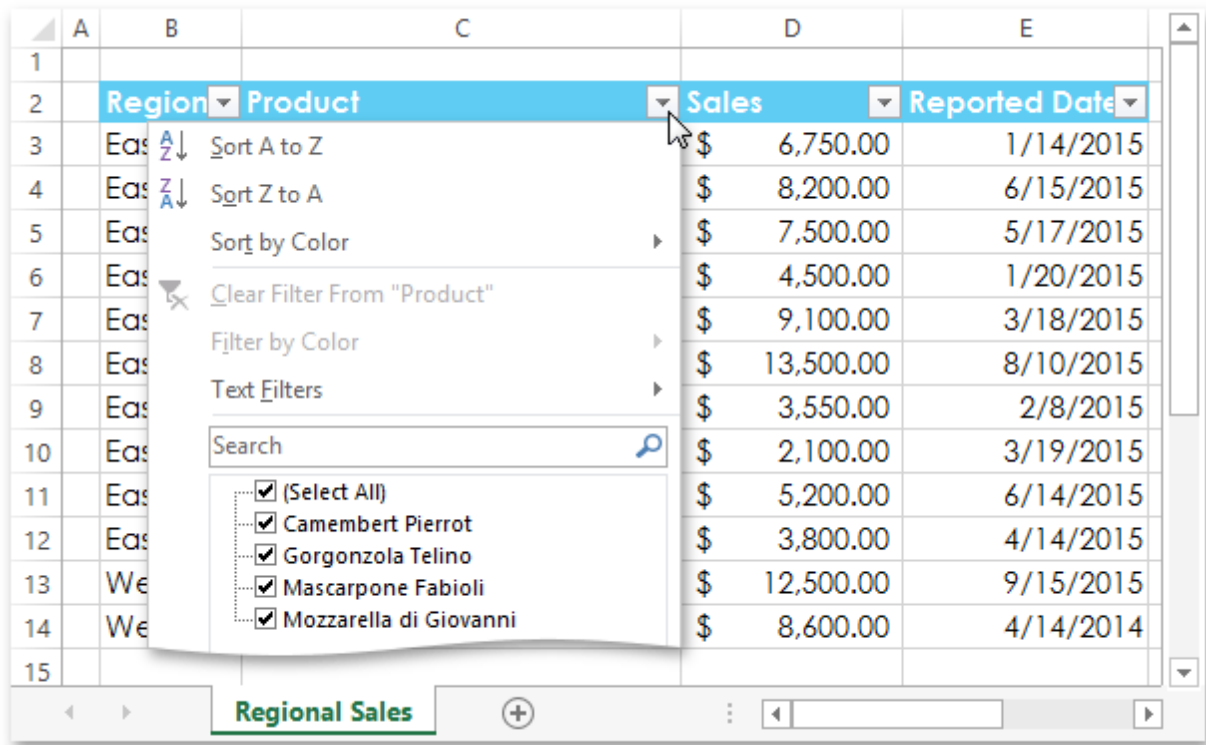 A B C D E
1
2 Region Product Sales Reported Date
3 Eas $ 6,750.00 1/14/2015
4 Eas $ 8,200.00 6/15/2015
5 Eas $ 7,500.00 5/17/2015
6 Eas $ 4,500.00 1/20/2015
7 Eas $ 9,100.00 3/18/2015
8 Eas $ 13,500.00 8/10/2015
9 Eas $ 3,550.00 2/8/2015
10 Eas $ 2,100.00 3/19/2015
11 Eas $ 5,200.00 6/14/2015
12 Eas $ 3,800.00 4/14/2015
13 We $ 12,500.00 9/15/2015
14 We $ 8,600.00 4/14/2014
15
Sort A to Z
Sort Z to A
Sort by Color
Clear Filter From "Product"
Filter by Color
Text Filters
Search
(Select All)
Camembert Pierrot
Gorgonzola Telino
Mascarpone Fabioli
Mozzarella di Giovanni
Regional Sales